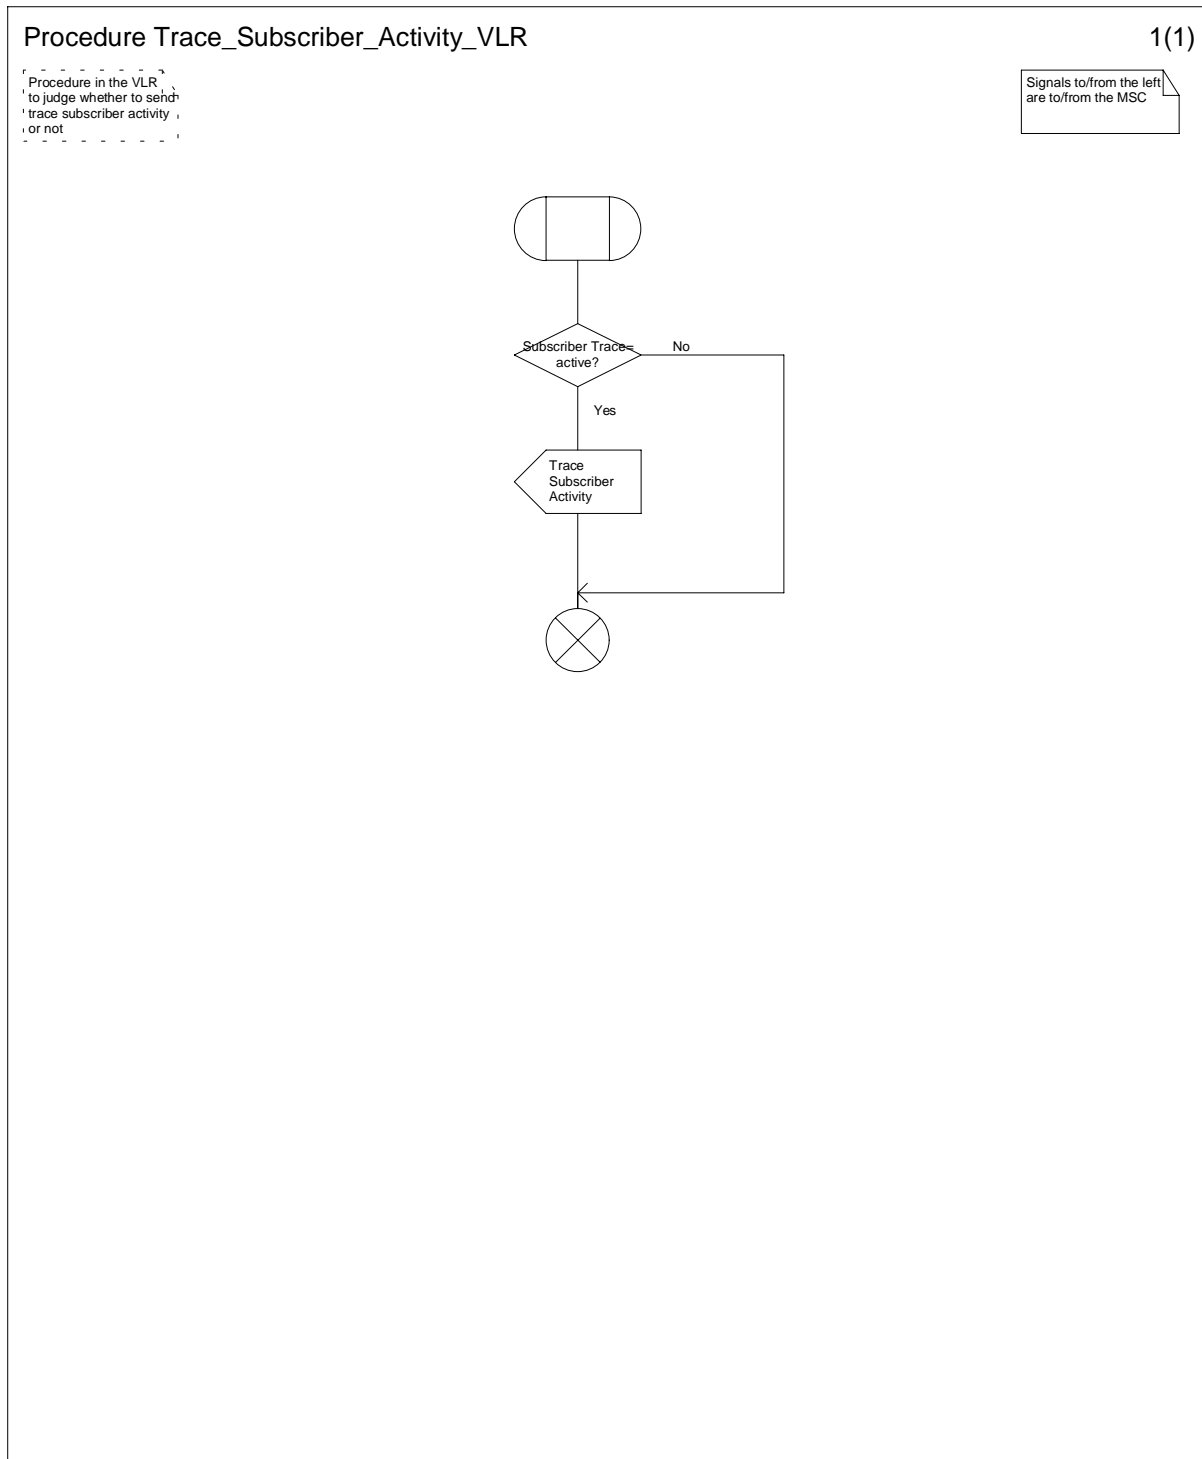 Procedure Trace_Subscriber_Activity_VLR
1(1)
Procedure in the VLR
to judge whether to send
trace subscriber activity
or not
Signals to/from the left
are to/from the MSC
Subscriber Trace=
active?
No
Yes
Trace
Subscriber
Activity